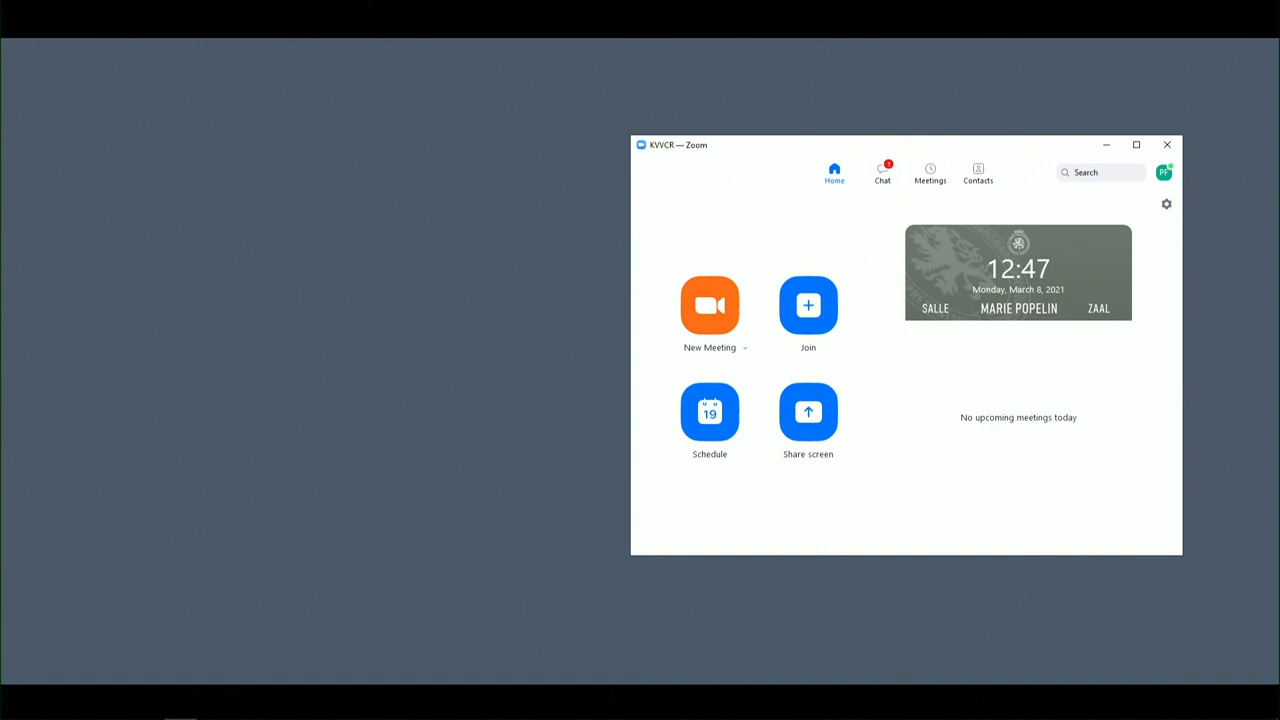 KVVCR — Zoom
Home
Chat
1
Meetings
Contacts
Search
PF
12:47
Monday, March 8, 2021
SALLE MARIE POPELIN ZAAL
New Meeting
Join
19
Schedule
Share screen
No upcoming meetings today